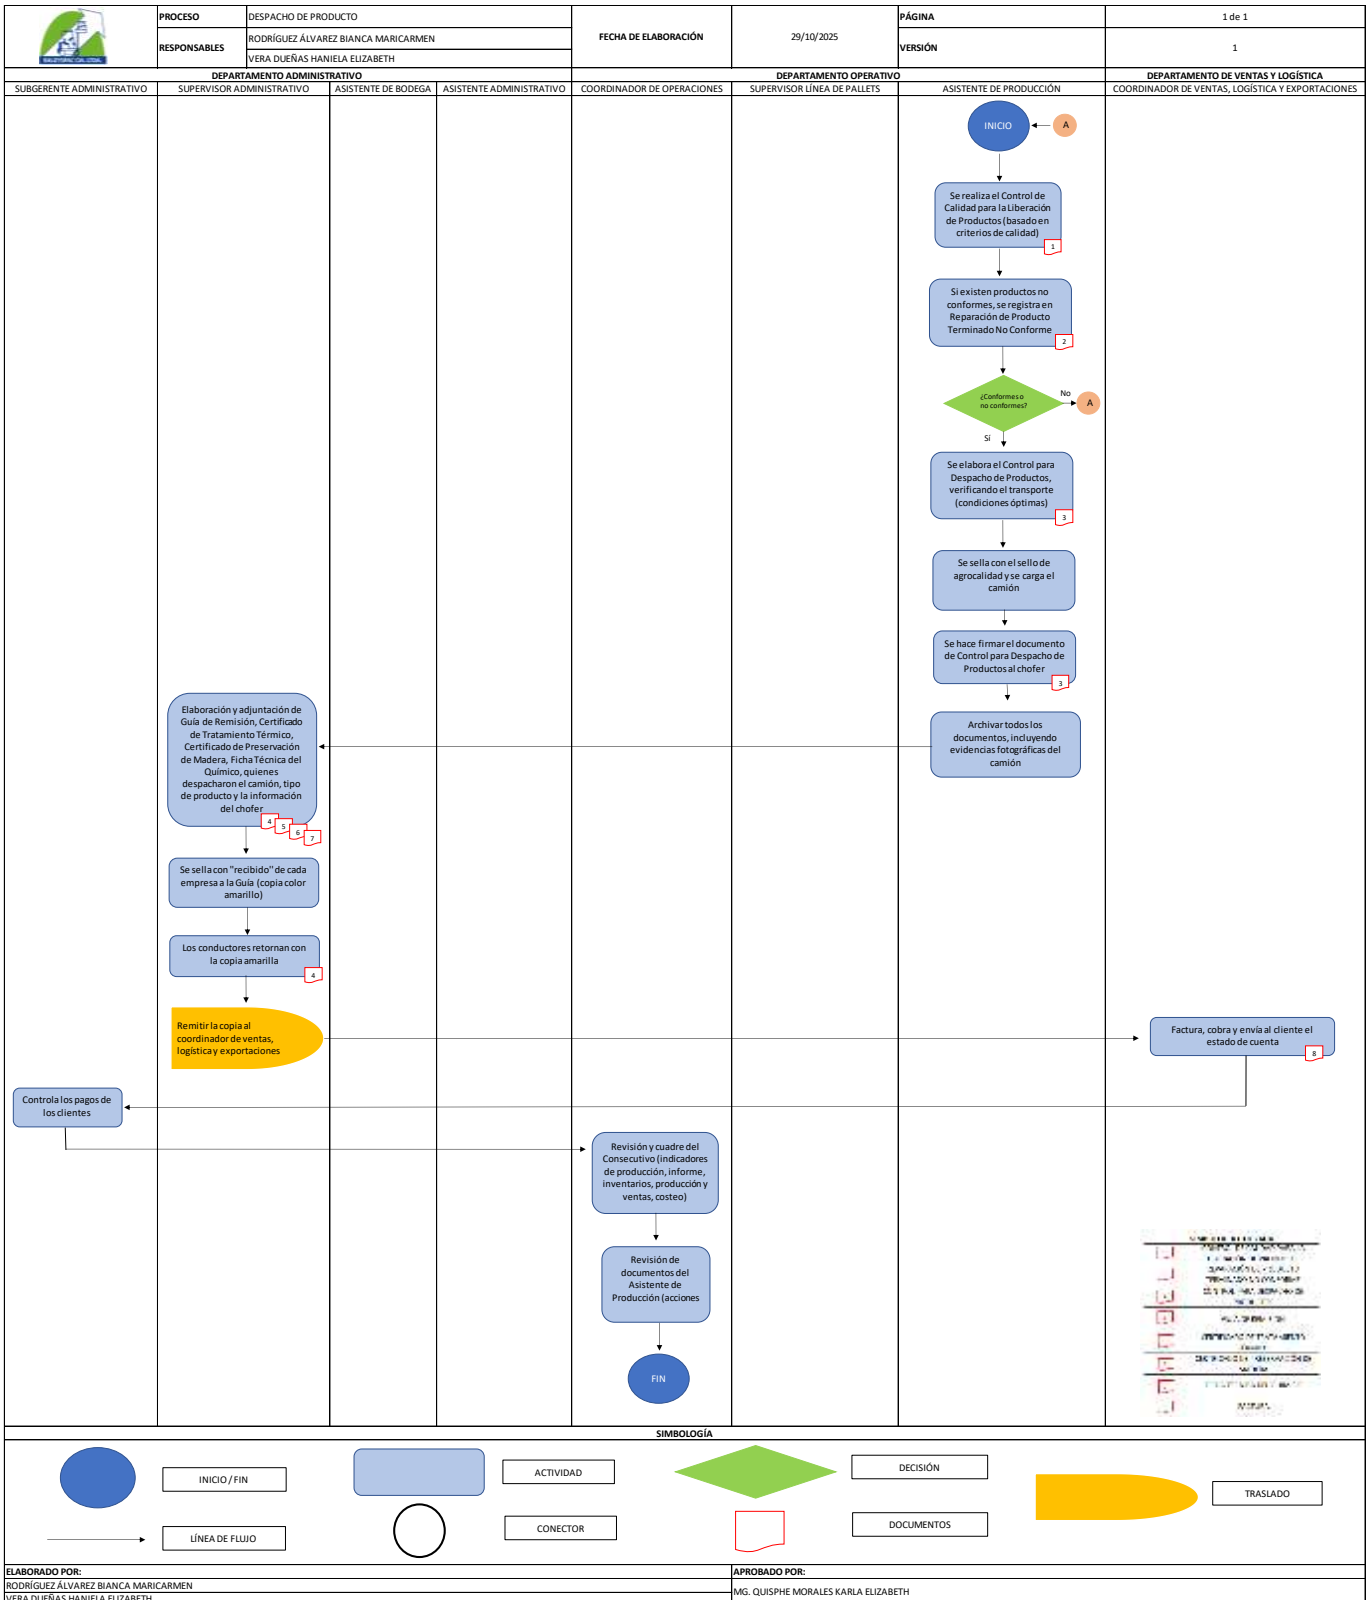 PROCESO
DESPACHO DE PRODUCTO
RESPONSABLES
RODRÍGUEZ ÁLVAREZ BIANCA MARICARMEN
VERA DUEÑAS HANIELA ELIZABETH
FECHA DE ELABORACIÓN
29/10/2025
PÁGINA
1 de 1
VERSIÓN
1
DEPARTAMENTO ADMINISTRATIVO
DEPARTAMENTO OPERATIVO
DEPARTAMENTO DE VENTAS Y LOGÍSTICA
SUBGERENTE ADMINISTRATIVO
SUPERVISOR ADMINISTRATIVO
ASISTENTE DE BODEGA
ASISTENTE ADMINISTRATIVO
COORDINADOR DE OPERACIONES
SUPERVISOR LÍNEA DE PALLETS
ASISTENTE DE PRODUCCIÓN
COORDINADOR DE VENTAS, LOGÍSTICA Y EXPORTACIONES
INICIO
A
Se realiza el Control de
Calidad para la Liberación
de Productos (basado en
criterios de calidad)
1
Si existen productos no
conformes, se registra en
Reparación de Producto
Terminado No Conforme
2
¿Conformes o
no conformes?
No
A
Sí
Se elabora el Control para
Despacho de Productos,
verificando el transporte
(condiciones óptimas)
3
Se sella con el sello de
agrocalidad y se carga el
camión
Se hace firmar el documento
de Control para Despacho de
Productos al chofer
3
Archivar todos los
documentos, incluyendo
evidencias fotográficas del
camión
Elaboración y adjuntación de
Guía de Remisión, Certificado
de Tratamiento Térmico,
Certificado de Preservación
de Madera, Ficha Técnica del
Químico, quienes
despacharon el camión, tipo
de producto y la información
del chofer
4
5
6
7
Se sella con "recibido" de cada
empresa a la Guía (copia color
amarillo)
Los conductores retornan con
la copia amarilla
4
Remitir la copia al
coordinador de ventas,
logística y exportaciones
Factura, cobra y envía al cliente el
estado de cuenta
8
Controla los pagos de
los clientes
Revisión y cuadre del
Consecutivo (indicadores
de producción, informe,
inventarios, producción y
ventas, costeo)
Revisión de
documentos del
Asistente de
Producción (acciones
FIN
SIMBOLOGÍA
INICIO / FIN
ACTIVIDAD
DECISIÓN
TRASLADO
LÍNEA DE FLUJO
CONECTOR
DOCUMENTOS
ELABORADO POR:
RODRÍGUEZ ÁLVAREZ BIANCA MARICARMEN
VERA DUEÑAS HANIELA ELIZABETH
APROBADO POR:
MG. QUISPHE MORALES KARLA ELIZABETH